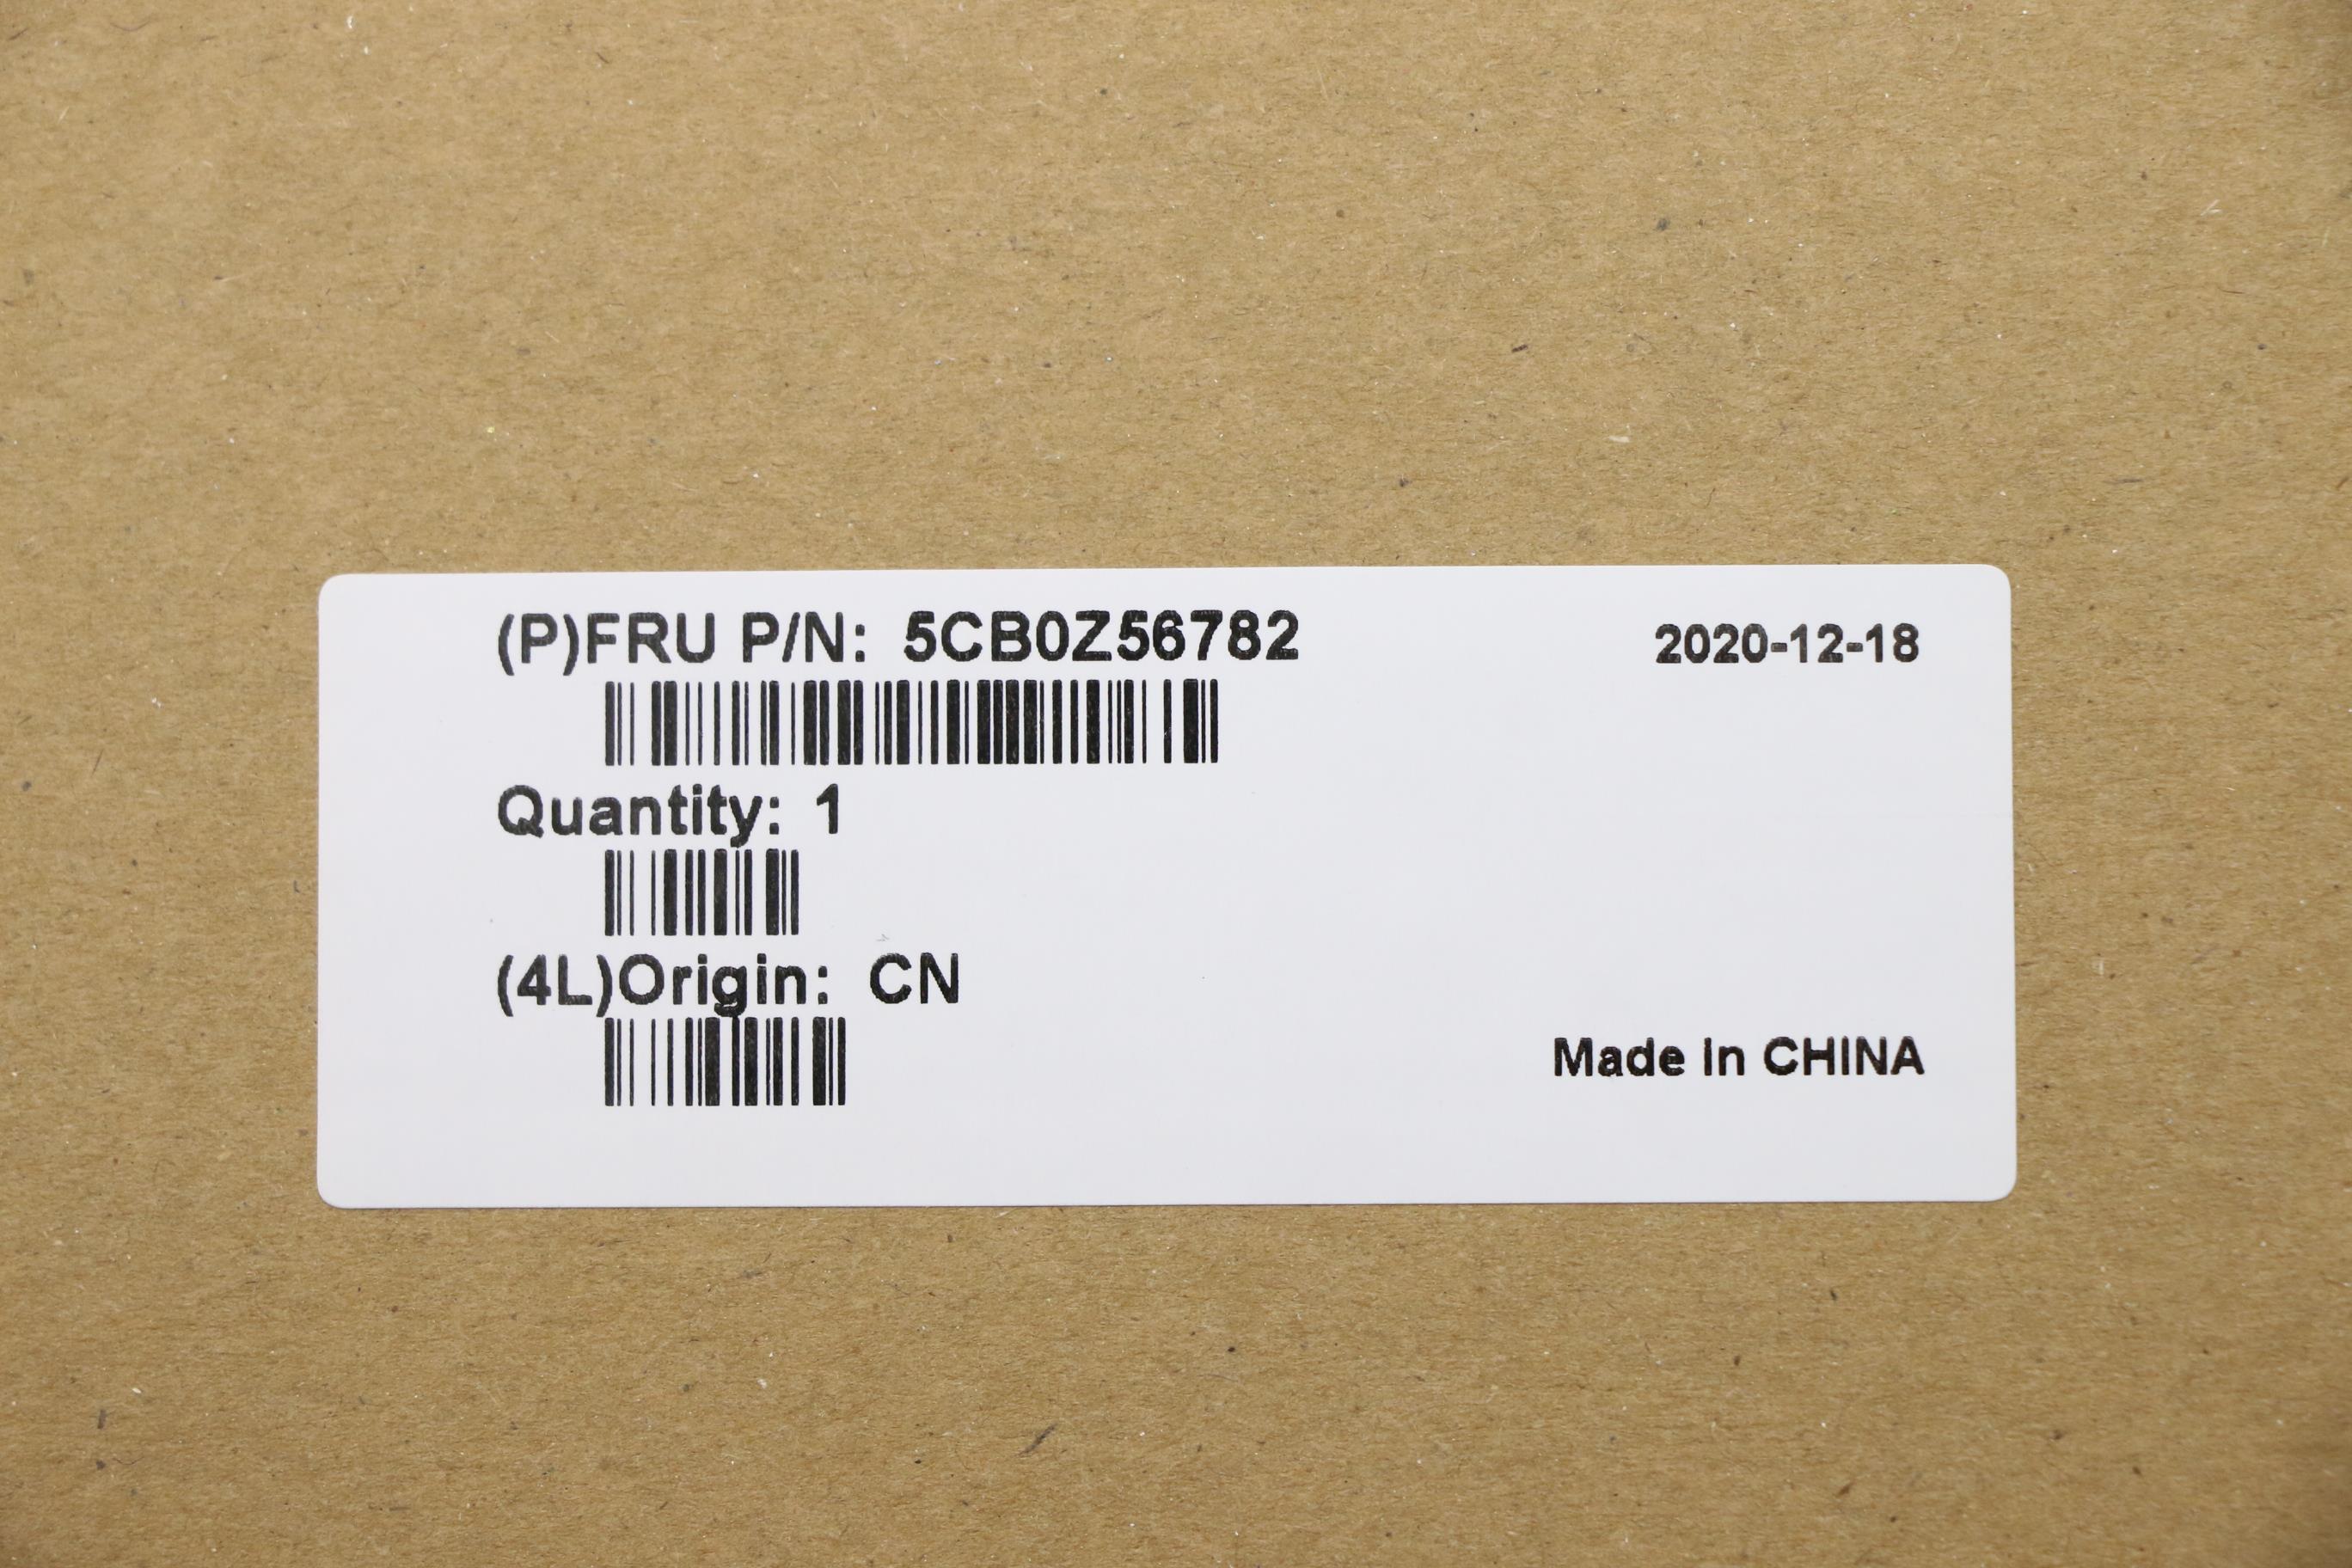 (P)FRU P/N: 5CB0Z56782 2020-12-18
Quantity: 1
(4L)Origin: CN
Made In CHINA